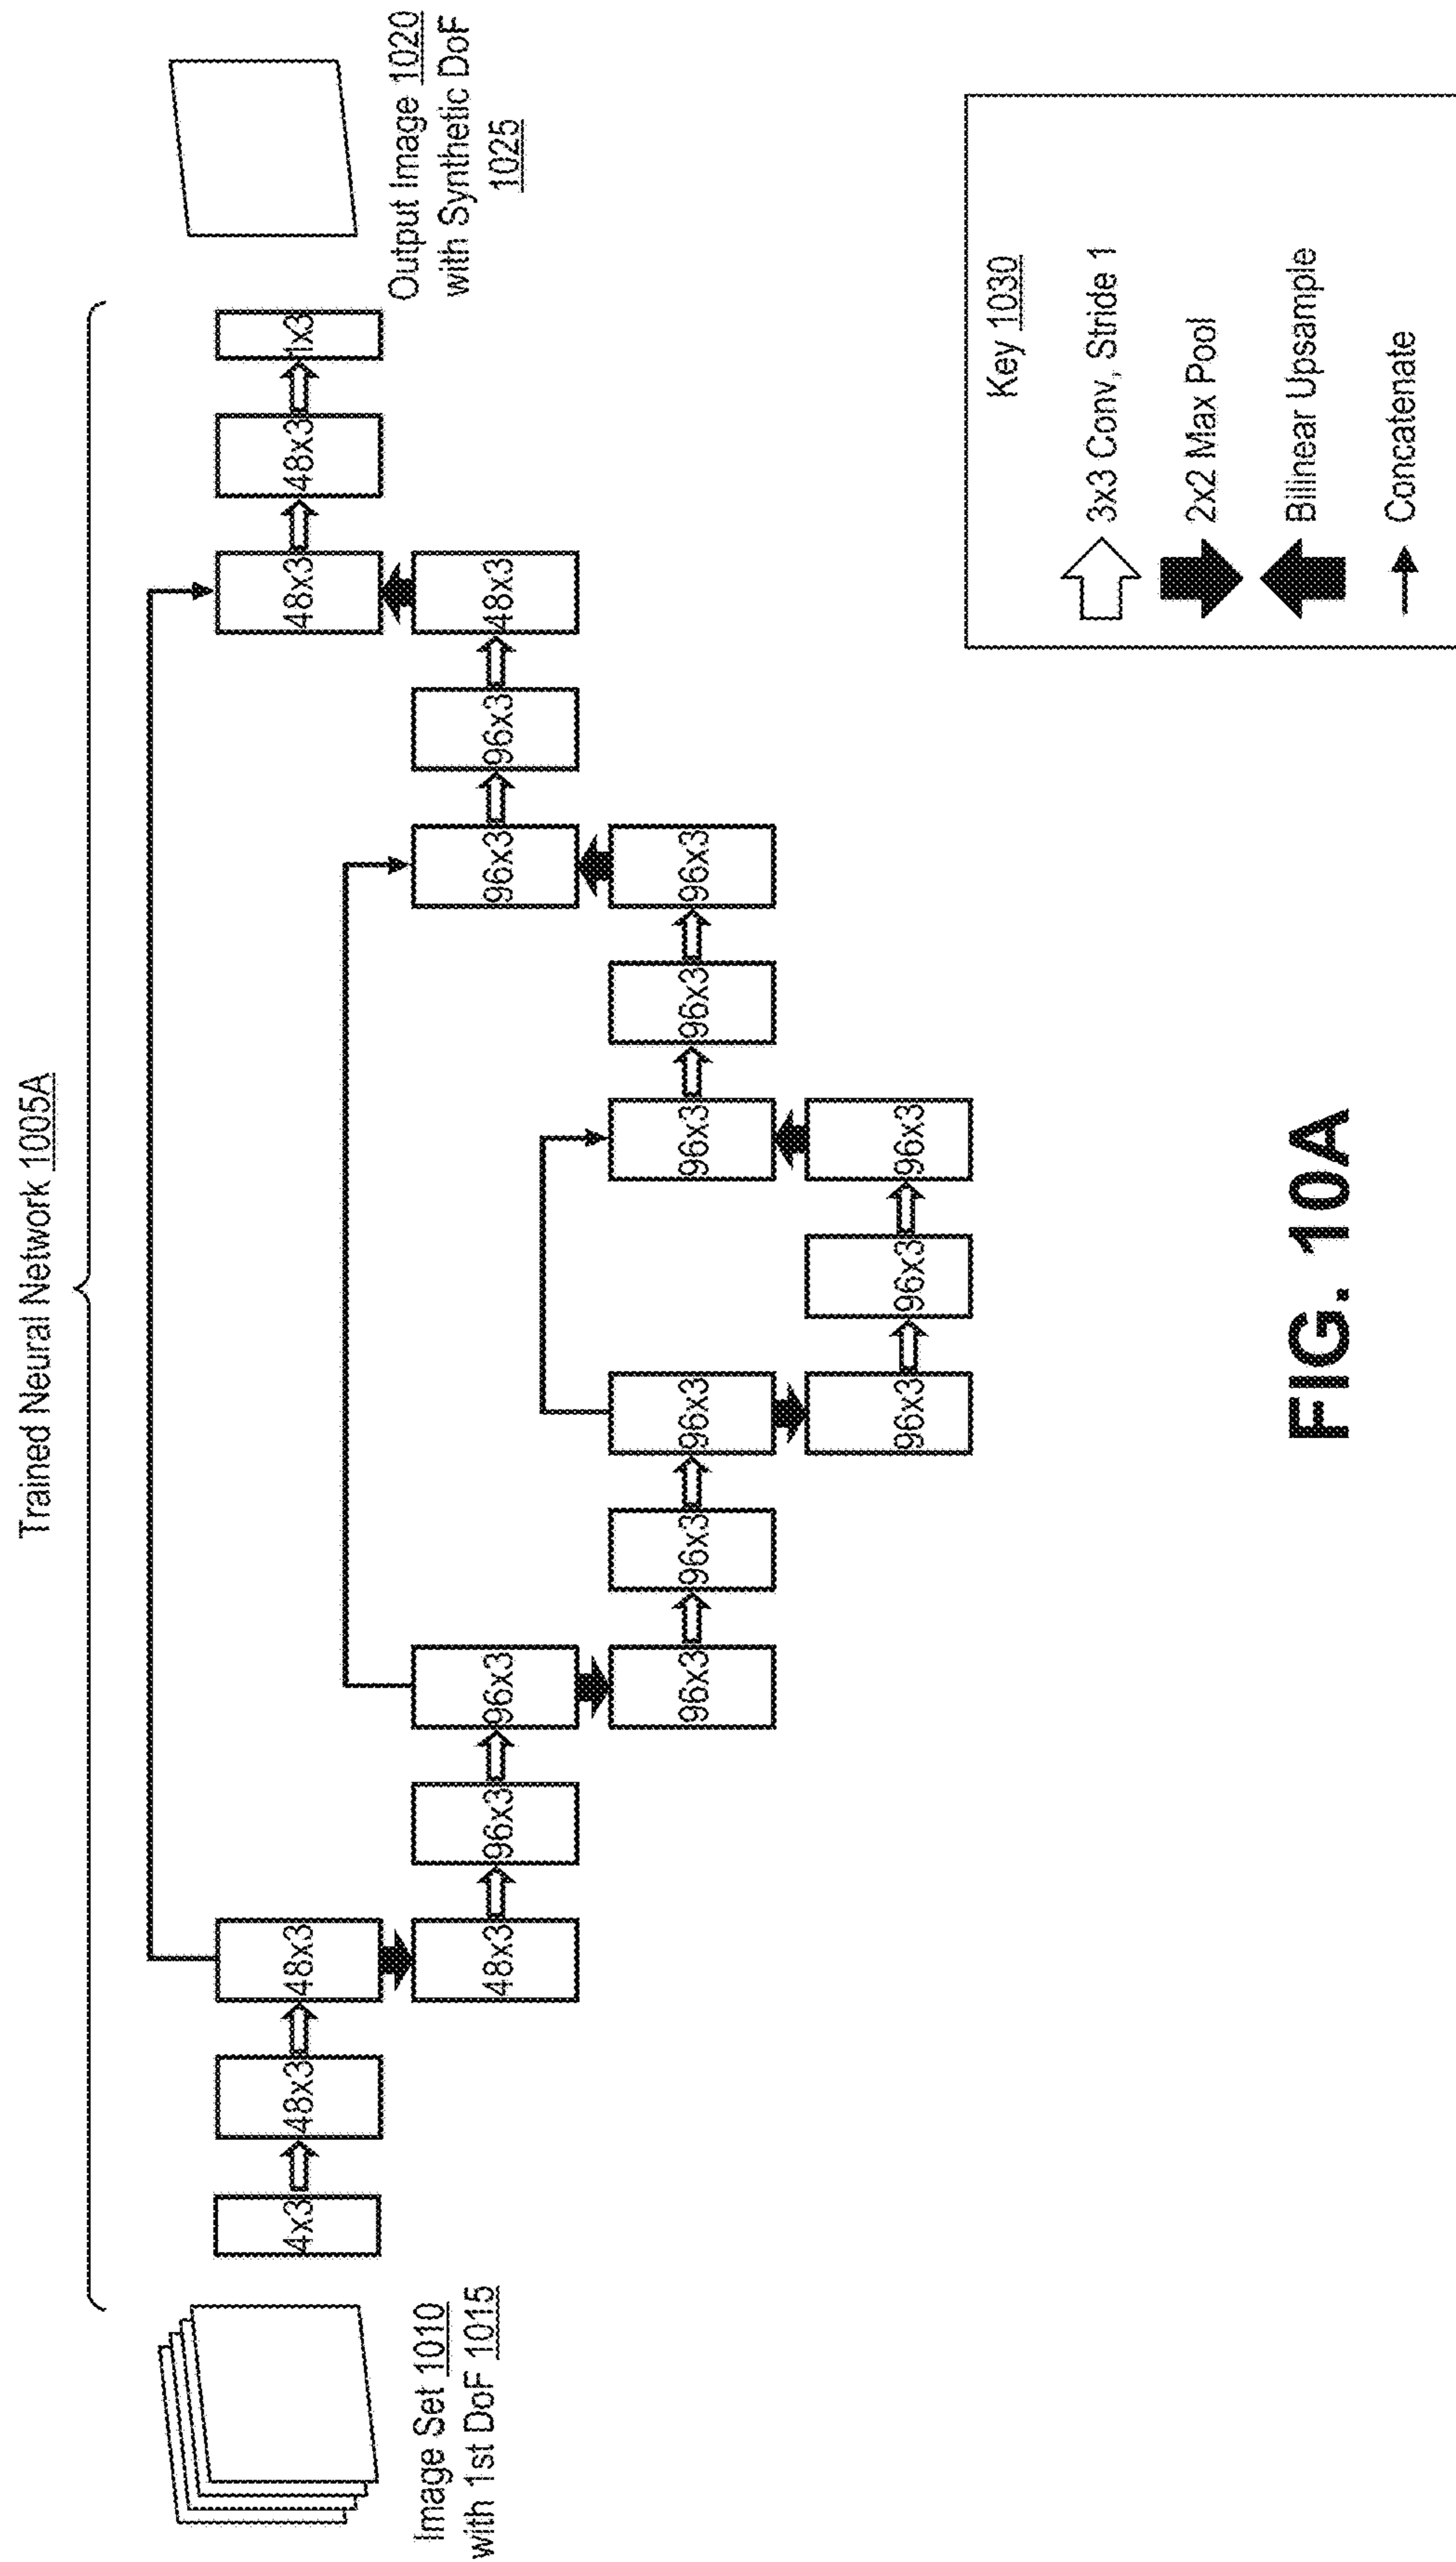 Trained Neural Network 1005A
4x3
48x3
48x3
48x3
48x3
1x3
Image Set 1010
with 1st DoF 1015
Output Image 1020
with Synthetic DoF
1025
48x3
96x3
96x3
96x3
96x3
48x3
96x3
96x3
96x3
96x3
96x3
96x3
96x3
96x3
96x3
Key 1030
3x3 Conv, Stride 1
2x2 Max Pool
Bilinear Upsample
Concatenate
FIG. 10A